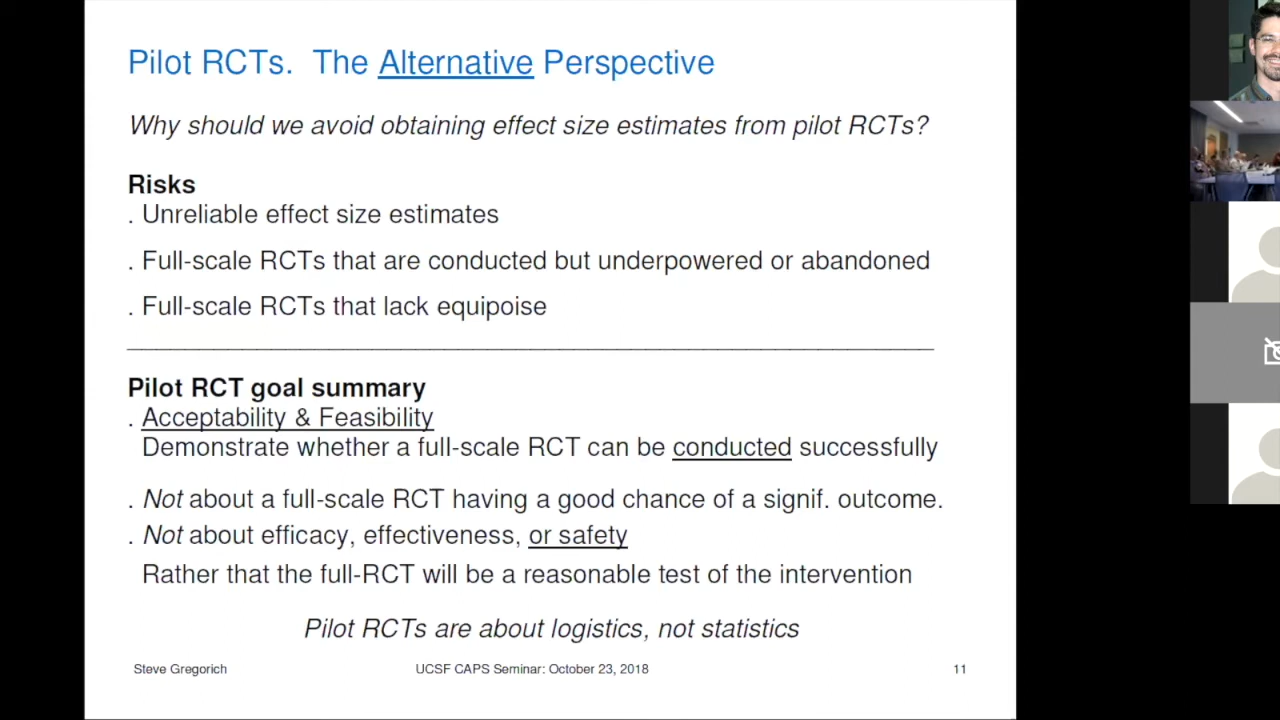 Pilot RCTs. The Alternative Perspective
Why should we avoid obtaining effect size estimates from pilot RCTs?
Risks
. Unreliable effect size estimates
. Full-scale RCTs that are conducted but underpowered or abandoned
. Full-scale RCTs that lack equipoise
Pilot RCT goal summary
. Acceptability & Feasibility
Demonstrate whether a full-scale RCT can be conducted successfully
. Not about a full-scale RCT having a good chance of a signif. outcome.
. Not about efficacy, effectiveness, or safety
Rather that the full-RCT will be a reasonable test of the intervention
Pilot RCTs are about logistics, not statistics
Steve Gregorich UCSF CAPS Seminar: October 23, 2018 11